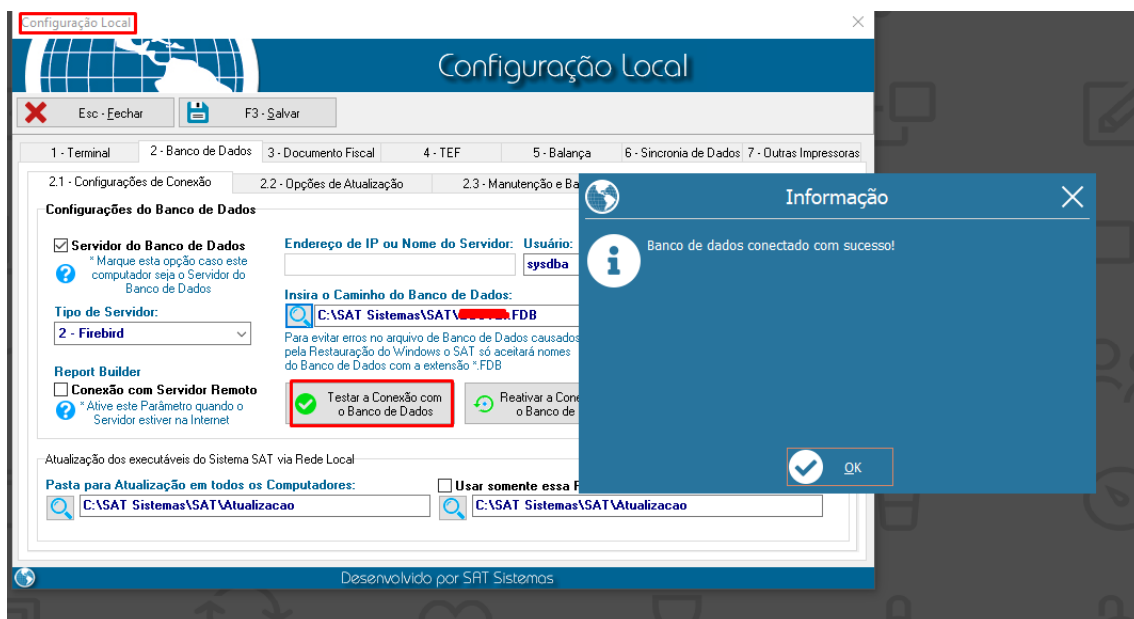 Configuração Local
Configuração Local
Esc - Fechar
F3 - Salvar
1 - Terminal
2 - Banco de Dados
3 - Documento Fiscal
4 - TEF
5 - Balança
6 - Sincronia de Dados
7 - Outras Impressoras
2.1 - Configurações de Conexão
2.2 - Opções de Atualização
2.3 - Manutenção e Ba
Configurações do Banco de Dados
Servidor do Banco de Dados
* Marque esta opção caso este
computador seja o Servidor do
Banco de Dados
Tipo de Servidor:
2 - Firebird
Report Builder
Conexão com Servidor Remoto
* Ative este Parâmetro quando o
Servidor estiver na Internet
Endereço de IP ou Nome do Servidor:
Usuário:
sysdba
Insira o Caminho do Banco de Dados:
C:\SAT Sistemas\SAT\
.FDB
Para evitar erros no arquivo de Banco de Dados causados
pela Restauração do Windows o SAT só aceitará nomes
do Banco de Dados com a extensão *.FDB
Testar a Conexão com
o Banco de Dados
Reativar a Cone
o Banco de
Informação
Banco de dados conectado com sucesso!
OK
Atualização dos executáveis do Sistema SAT via Rede Local
Pasta para Atualização em todos os Computadores:
C:\SAT Sistemas\SAT\Atualizacao
Usar somente essa
C:\SAT Sistemas\SAT\Atualizacao
Desenvolvido por SAT Sistemas